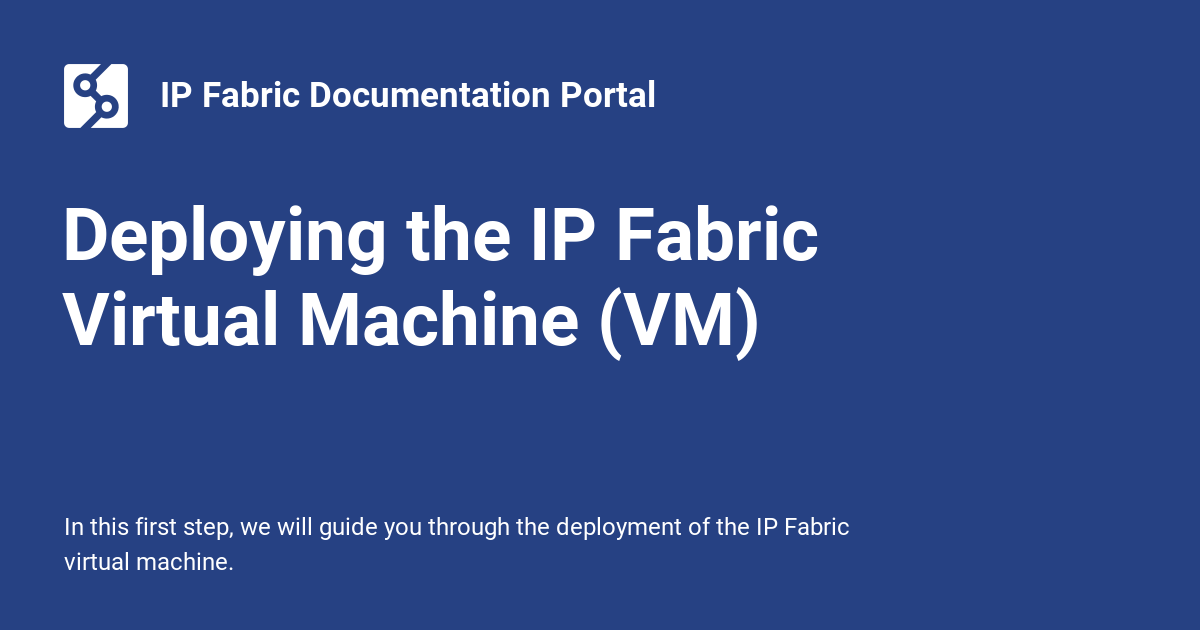 IP Fabric Documentation Portal
Deploying the IP Fabric
Virtual Machine (VM)
In this first step, we will guide you through the deployment of the IP Fabric
virtual machine.